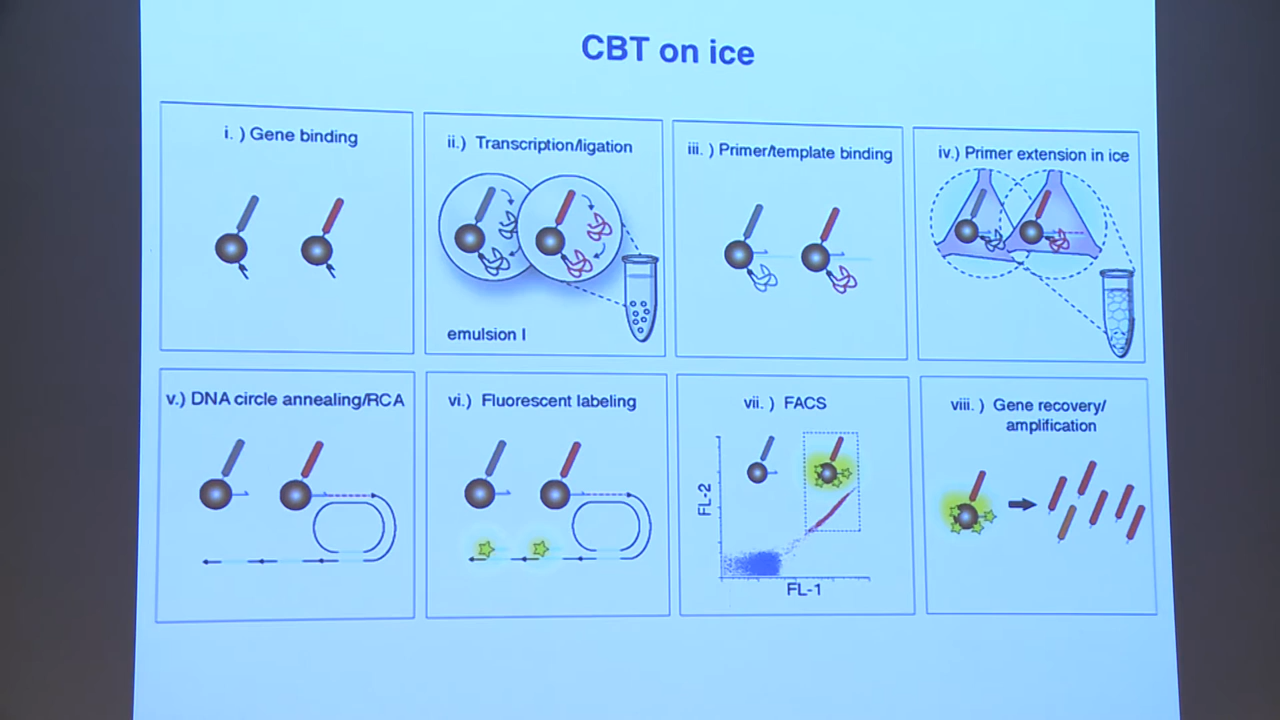 CBT on ice
i. ) Gene binding
ii.) Transcription/ligation
emulsion I
iii. ) Primer/template binding
iv.) Primer extension in ice
v.) DNA circle annealing/RCA
vi.) Fluorescent labeling
vii. ) FACS
FL-2
FL-1
viii. ) Gene recovery/
amplification